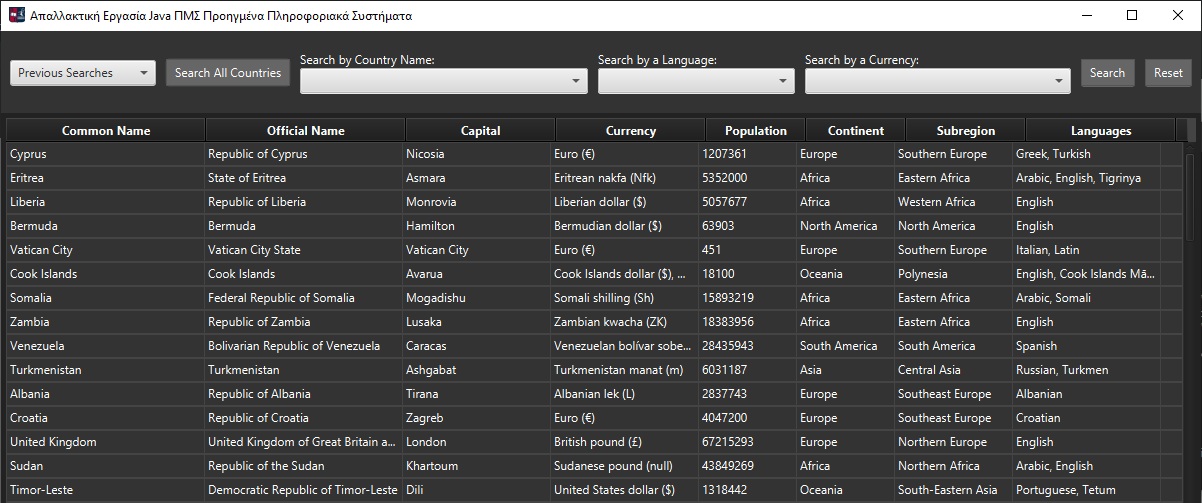 Απαλλακτική Εργασία Java ΠΜΣ Προηγμένα Πληροφοριακά Συστήματα
Previous Searches Search All Countries Search by Country Name: Search by a Language: Search by a Currency: Search Reset
Common Name Official Name Capital Currency Population Continent Subregion Languages
Cyprus Republic of Cyprus Nicosia Euro (€) 1207361 Europe Southern Europe Greek, Turkish
Eritrea State of Eritrea Asmara Eritrean nakfa (Nfk) 5352000 Africa Eastern Africa Arabic, English, Tigrinya
Liberia Republic of Liberia Monrovia Liberian dollar ($) 5057677 Africa Western Africa English
Bermuda Bermuda Hamilton Bermudian dollar ($) 63903 North America North America English
Vatican City Vatican City State Vatican City Euro (€) 451 Europe Southern Europe Italian, Latin
Cook Islands Cook Islands Avarua Cook Islands dollar ($), ... 18100 Oceania Polynesia English, Cook Islands Mā...
Somalia Federal Republic of Somalia Mogadishu Somali shilling (Sh) 15893219 Africa Eastern Africa Arabic, Somali
Zambia Republic of Zambia Lusaka Zambian kwacha (ZK) 18383956 Africa Eastern Africa English
Venezuela Bolivarian Republic of Venezuela Caracas Venezuelan bolívar sobe... 28435943 South America South America Spanish
Turkmenistan Turkmenistan Ashgabat Turkmenistan manat (m) 6031187 Asia Central Asia Russian, Turkmen
Albania Republic of Albania Tirana Albanian lek (L) 2837743 Europe Southeast Europe Albanian
Croatia Republic of Croatia Zagreb Euro (€) 4047200 Europe Southeast Europe Croatian
United Kingdom United Kingdom of Great Britain a... London British pound (£) 67215293 Europe Northern Europe English
Sudan Republic of the Sudan Khartoum Sudanese pound (null) 43849269 Africa Northern Africa Arabic, English
Timor-Leste Democratic Republic of Timor-Leste Dili United States dollar ($) 1318442 Oceania South-Eastern Asia Portuguese, Tetum